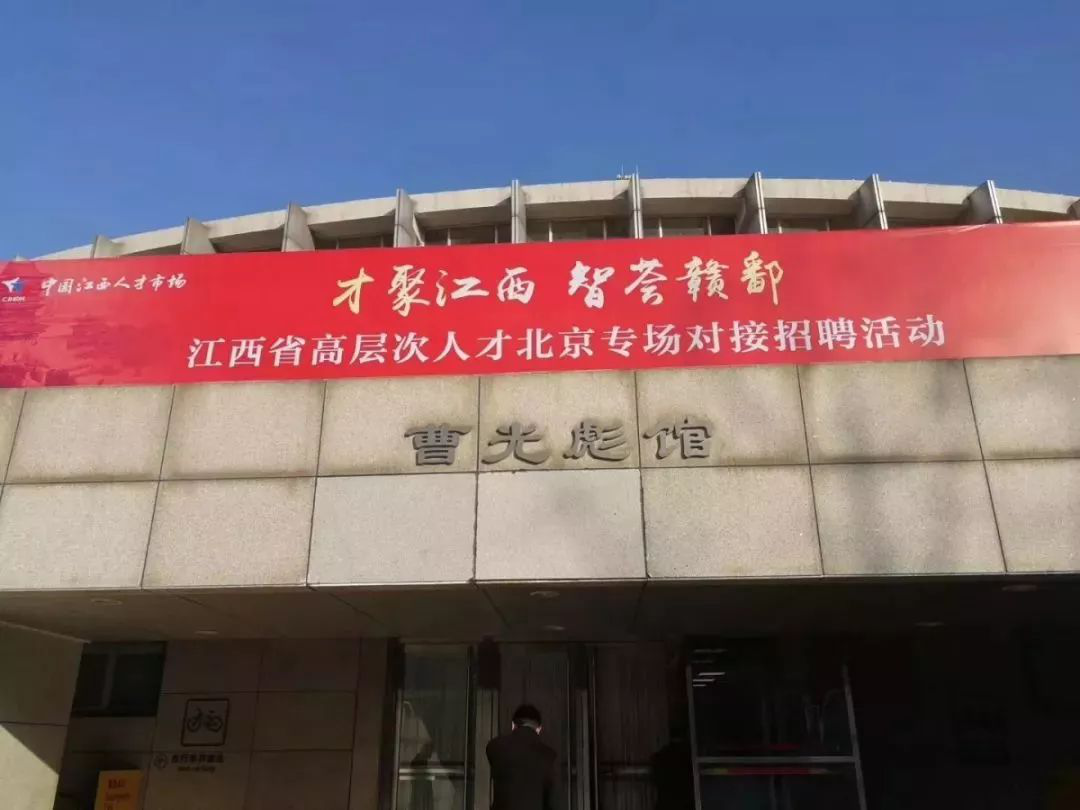 中国江西人才市场
才聚江西 智荟赣鄱
江西省高层次人才北京专场对接招聘活动
曹光彪馆